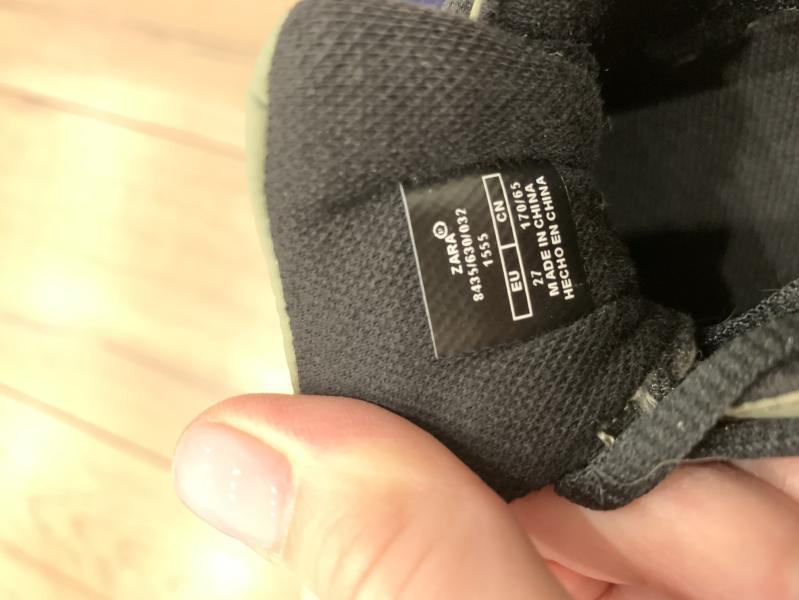 ZARA®
8435/630/032
1555
EU CN
27 170/65
MADE IN CHINA
HECHO EN CHINA